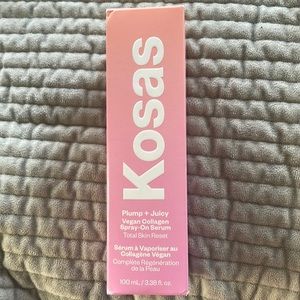 Kosas
Plump + Juicy
Vegan Collagen
Spray-On Serum
Total Skin Reset
Sérum à Vaporiser au
Collagène Végan
Complète Régénération
de la Peau
100 mL / 3.38 fl. oz.